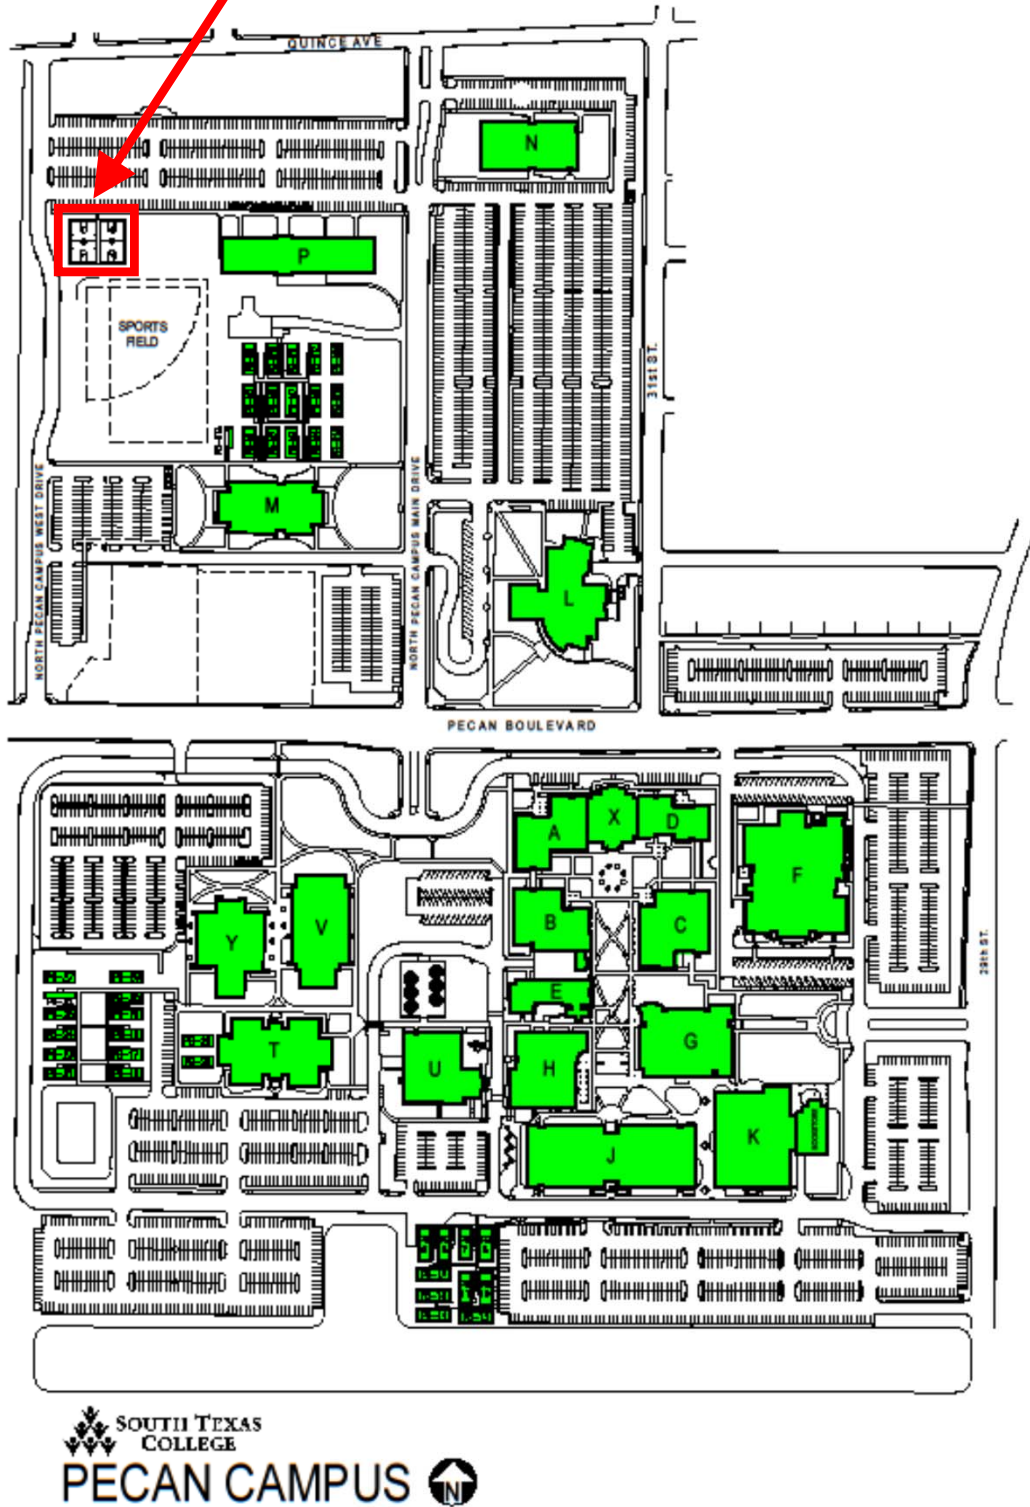 QUINCE AVE
N
P
SPORTS
FIELD
31st ST.
M
NORTH PECAN CAMPUS WEST DRIVE
NORTH PECAN CAMPUS MAIN DRIVE
L
PECAN BOULEVARD
A
X
D
F
B
C
V
Y
29th ST.
E
G
T
U
H
K
J
SOUTH TEXAS
COLLEGE
PECAN CAMPUS
N